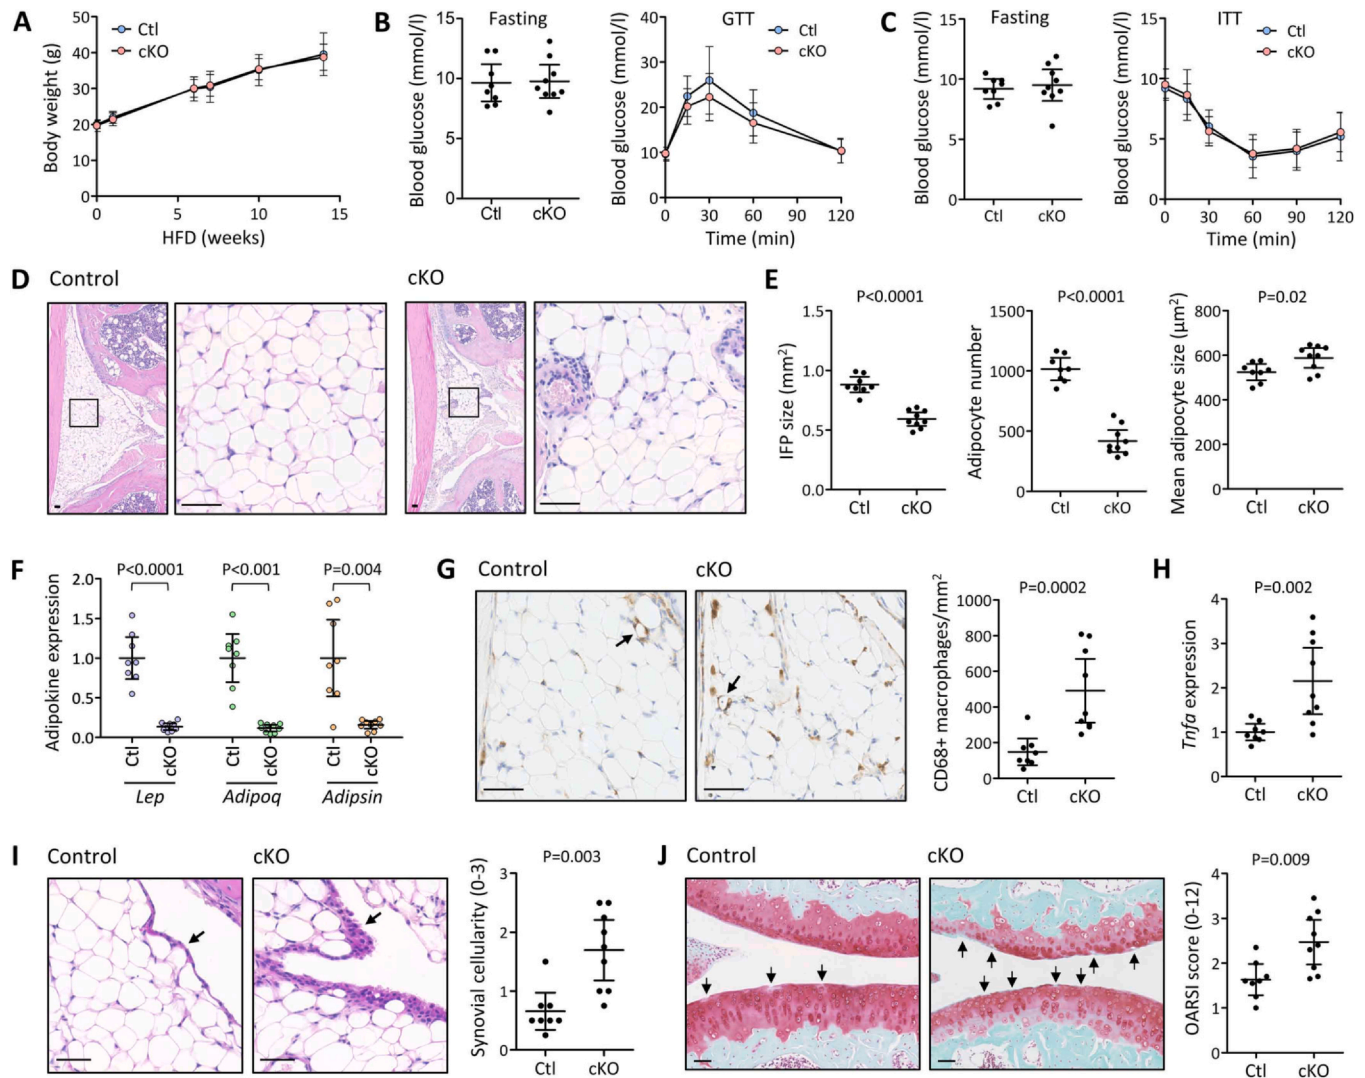 A
Body weight (g)
50
40
30
20
10
0
0
5
10
15
HFD (weeks)
Ctl
cKO
B
Fasting
Blood glucose (mmol/l)
15
10
5
0
Ctl
cKO
GTT
Blood glucose (mmol/l)
40
30
20
10
0
0
30
60
90
120
Time (min)
Ctl
cKO
C
Fasting
Blood glucose (mmol/l)
15
10
5
0
Ctl
cKO
ITT
Blood glucose (mmol/l)
15
10
5
0
0
30
60
90
120
Time (min)
Ctl
cKO
D
Control
cKO
E
P<0.0001
IFP size (mm²)
1.5
1.0
0.5
0.0
Ctl
cKO
P<0.0001
Adipocyte number
1500
1000
500
0
Ctl
cKO
P=0.02
Mean adipocyte size (µm²)
800
600
400
200
0
Ctl
cKO
F
P<0.0001
P<0.001
P=0.004
Adipokine expression
2.0
1.5
1.0
0.5
0.0
Ctl
cKO
Ctl
cKO
Ctl
cKO
Lep
Adipoq
Adipsin
G
Control
cKO
P=0.0002
CD68+ macrophages/mm²
1000
800
600
400
200
0
Ctl
cKO
H
P=0.002
Tnfa expression
4
3
2
1
0
Ctl
cKO
I
Control
cKO
P=0.003
Synovial cellularity (0-3)
3
2
1
0
Ctl
cKO
J
Control
cKO
P=0.009
OARSI score (0-12)
4
3
2
1
0
Ctl
cKO